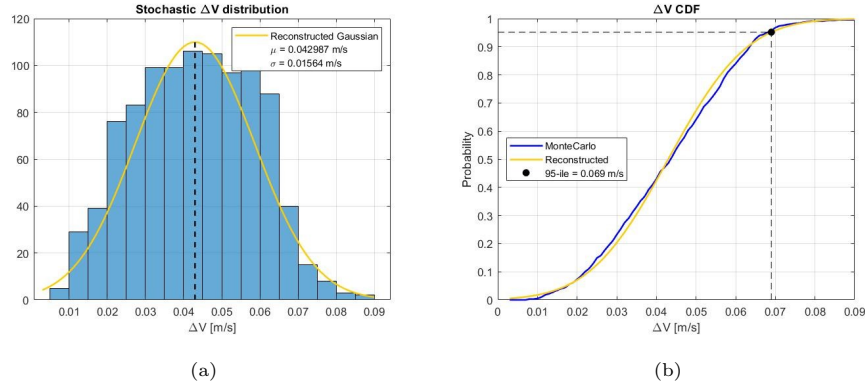 Stochastic ΔV distribution
120
100
80
60
40
20
0
Reconstructed Gaussian
μ = 0.042987 m/s
σ = 0.01564 m/s
0.01 0.02 0.03 0.04 0.05 0.06 0.07 0.08 0.09
ΔV [m/s]
(a)
ΔV CDF
Probability
1
0.9
0.8
0.7
0.6
0.5
0.4
0.3
0.2
0.1
0
MonteCarlo
Reconstructed
95-ile = 0.069 m/s
0 0.01 0.02 0.03 0.04 0.05 0.06 0.07 0.08 0.09
ΔV [m/s]
(b)